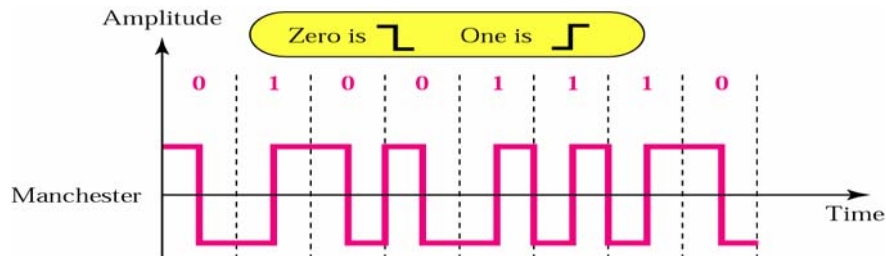 Amplitude
Zero is One is
0 1 0 0 1 1 1 0
Manchester
Time